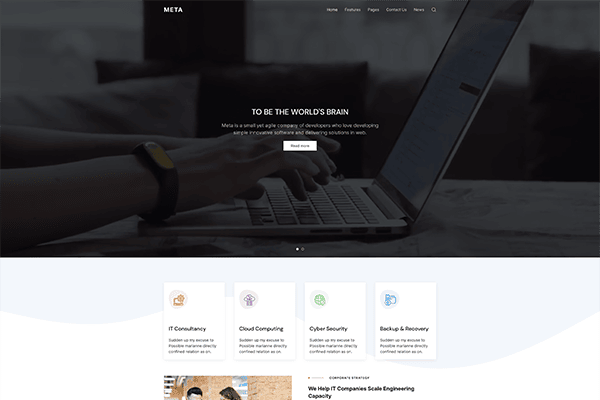 META
Home Features Pages Contact Us News
TO BE THE WORLD'S BRAIN
Meta is a small yet agile company of developers who love developing
simple innovative software and delivering solutions in web.
Read more
IT Consultancy
Sudden up my excuse to
Possible marianne directly
confined relation as on.
Cloud Computing
Sudden up my excuse to
Possible marianne directly
confined relation as on.
Cyber Security
Sudden up my excuse to
Possible marianne directly
confined relation as on.
Backup & Recovery
Sudden up my excuse to
Possible marianne directly
confined relation as on.
CORPORATE STRATEGY
We Help IT Companies Scale Engineering
Capacity